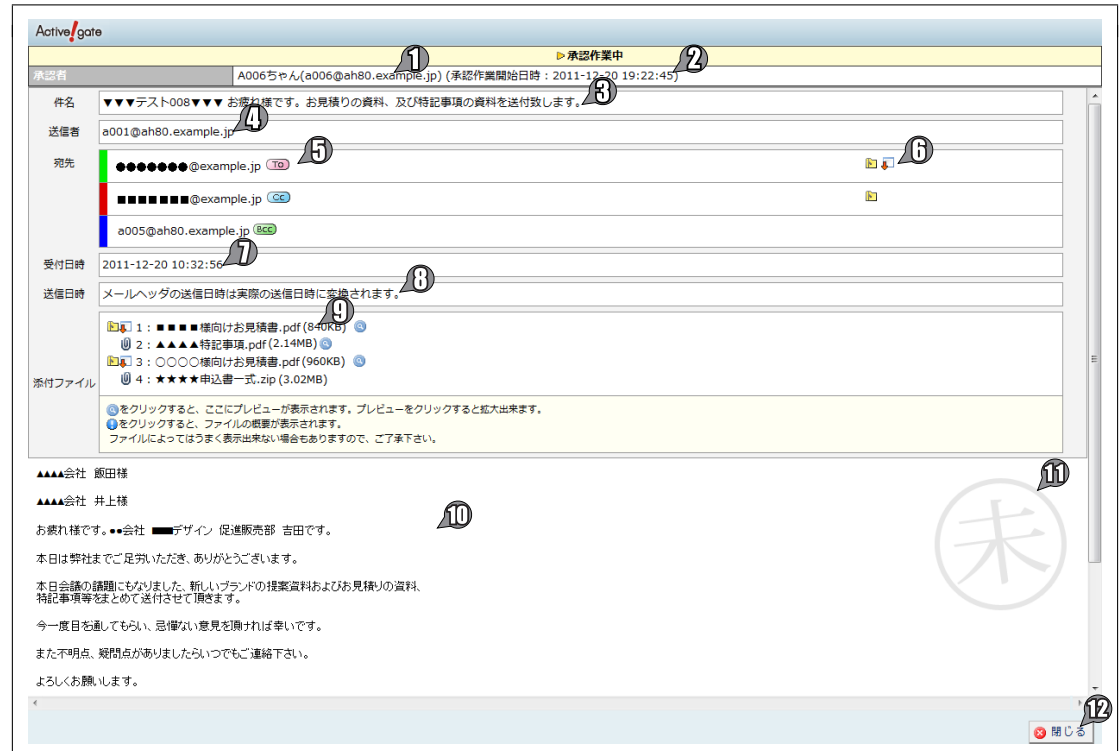 Active!gate
▷承認作業中
承認者 A006ちゃん(a006@ah80.example.jp) (承認作業開始日時：2011-12-20 19:22:45)
1
2
件名 ▼▼▼テスト008▼▼▼ お疲れ様です。お見積りの資料、及び特記事項の資料を送付致します。
3
送信者 a001@ah80.example.jp
4
宛先 ●●●●●●●@example.jp To
5
6
■■■■■■■@example.jp Cc
a005@ah80.example.jp Bcc
受付日時 2011-12-20 10:32:56
7
送信日時 メールヘッダの送信日時は実際の送信日時に変換されます。
8
添付ファイル
1：■■■■様向けお見積書.pdf (840KB)
9
2：▲▲▲▲特記事項.pdf (2.14MB)
3：○○○○様向けお見積書.pdf (960KB)
4：★★★★申込書一式.zip (3.02MB)
をクリックすると、ここにプレビューが表示されます。プレビューをクリックすると拡大出来ます。
をクリックすると、ファイルの概要が表示されます。
ファイルによってはうまく表示出来ない場合もありますので、ご了承下さい。
▲▲▲▲会社 飯田様
11
▲▲▲▲会社 井上様
10
お疲れ様です。●●会社 ■■デザイン 促進販売部 吉田です。
未
本日は弊社までご足労いただき、ありがとうございます。
本日会議の議題にもなりました、新しいブランドの提案資料およびお見積りの資料、
特記事項等をまとめて送付させて頂きます。
今一度目を通してもらい、忌憚ない意見を頂ければ幸いです。
また不明点、疑問点がありましたらいつでもご連絡下さい。
よろしくお願いします。
12
閉じる